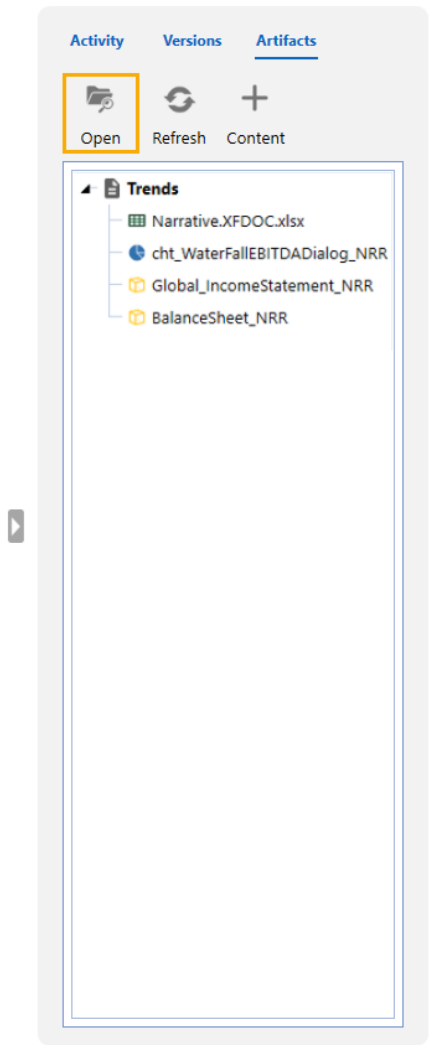 Activity Versions Artifacts
Open Refresh Content
Trends
Narrative.XFDOC.xlsx
cht_WaterFallEBITDADialog_NRR
Global_IncomeStatement_NRR
BalanceSheet_NRR